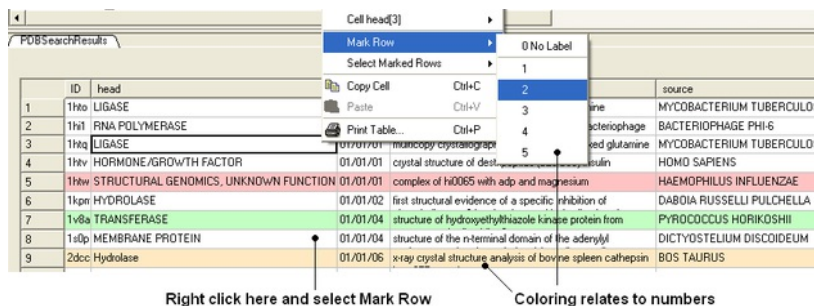 Cell head[3]
PDBSearchResults
Mark Row
0 No Label
Select Marked Rows
1
ID head source
Copy Cell Ctrl+C
2
1 1hto LIGASE MYCOBACTERIUM TUBERCULO
Paste Ctrl+V
3
2 1hi1 RNA POLYMERASE BACTERIOPHAGE PHI-6
Print Table... Ctrl+P
4
3 1htq LIGASE 01/01/01 multicopy crystallograp glutamine MYCOBACTERIUM TUBERCULO
5
4 1htv HORMONE/GROWTH FACTOR 01/01/01 crystal structure of insulin HOMO SAPIENS
5 1htw STRUCTURAL GENOMICS, UNKNOWN FUNCTION 01/01/01 complex of hi0065 with adp and magnesium HAEMOPHILUS INFLUENZAE
6 1kpm HYDROLASE 01/01/02 first structural evidence of a specific inhibition of DABOIA RUSSELLI PULCHELLA
7 1v8a TRANSFERASE 01/01/04 structure of hydroxyethylthiazole kinase protein from PYROCOCCUS HORIKOSHII
8 1s0p MEMBRANE PROTEIN 01/01/04 structure of the n-terminal domain of the adenylyl DICTYOSTELIUM DISCOIDEUM
9 2dcc Hydrolase 01/01/06 x-ray crystal structure analysis of bovine spleen cathepsin BOS TAURUS
Right click here and select Mark Row Coloring relates to numbers